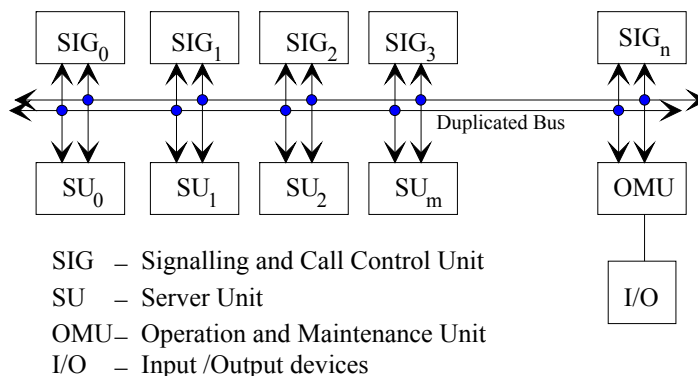 SIG0 SIG1 SIG2 SIG3 SIGn
Duplicated Bus
SU0 SU1 SU2 SUm OMU
SIG – Signalling and Call Control Unit
SU – Server Unit
I/O
OMU – Operation and Maintenance Unit
I/O – Input /Output devices